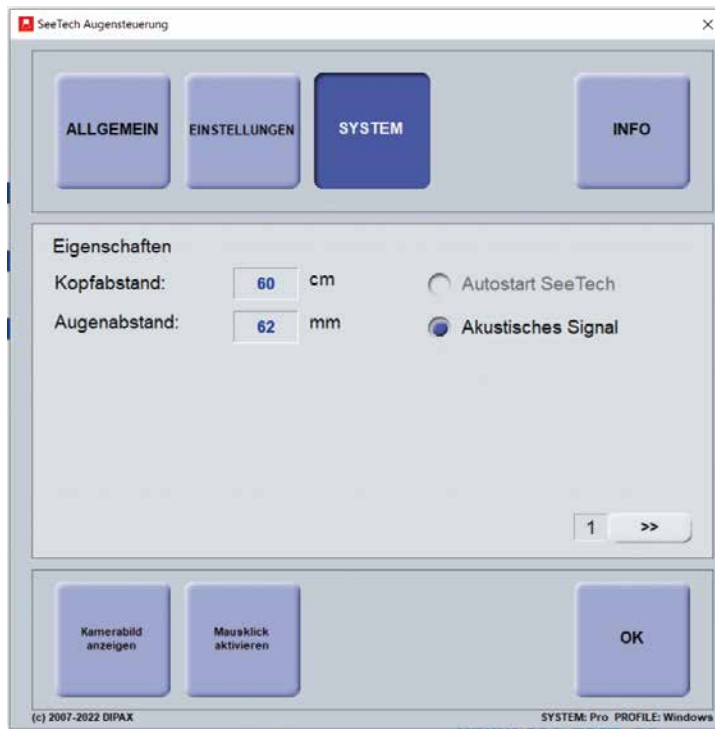 SeeTech Augensteuerung
ALLGEMEIN
EINSTELLUNGEN
SYSTEM
INFO
Eigenschaften
Kopfabstand: 60 cm
Autostart SeeTech
Augenabstand: 62 mm
Akustisches Signal
1 >>
Kamerabild
anzeigen
Mausklick
aktivieren
OK
(c) 2007-2022 DIPAX
SYSTEM: Pro PROFILE: Windows